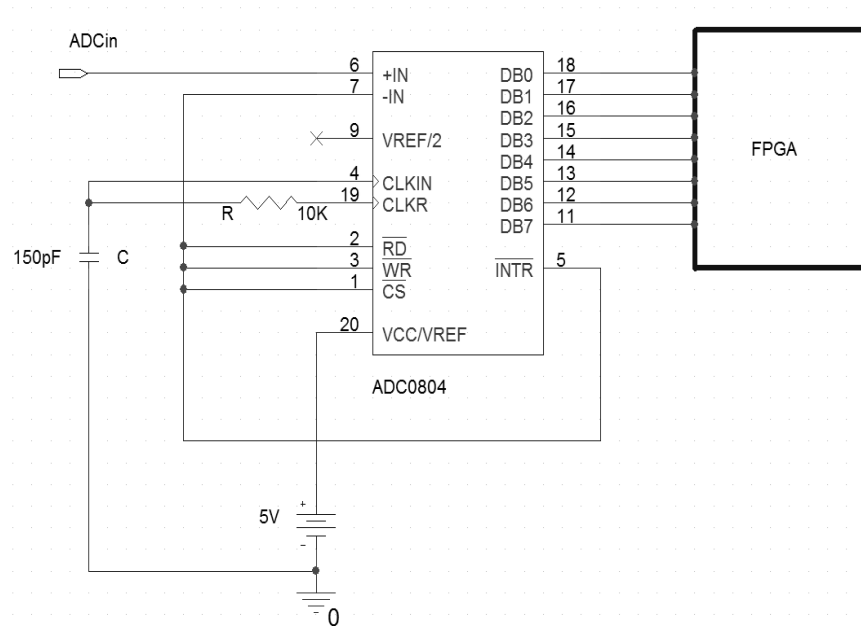 ADCin
6 +IN DB0 18
7 -IN DB1 17
DB2 16
9 VREF/2 DB3 15
DB4 14
4 CLKIN DB5 13
R 10K 19 CLKR DB6 12
DB7 11
2 RD
3 WR INTR 5
1 CS
20 VCC/VREF
ADC0804
FPGA
150pF C
5V
+
-
0